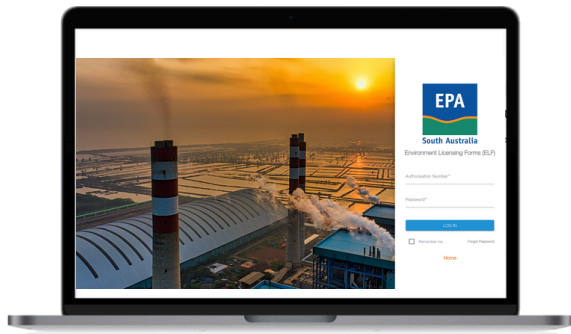 EPA
South Australia
Environment Licensing Forms (ELF)
Authorisation Number*
Password*
LOG IN
Remember me
Forgot Password
Home